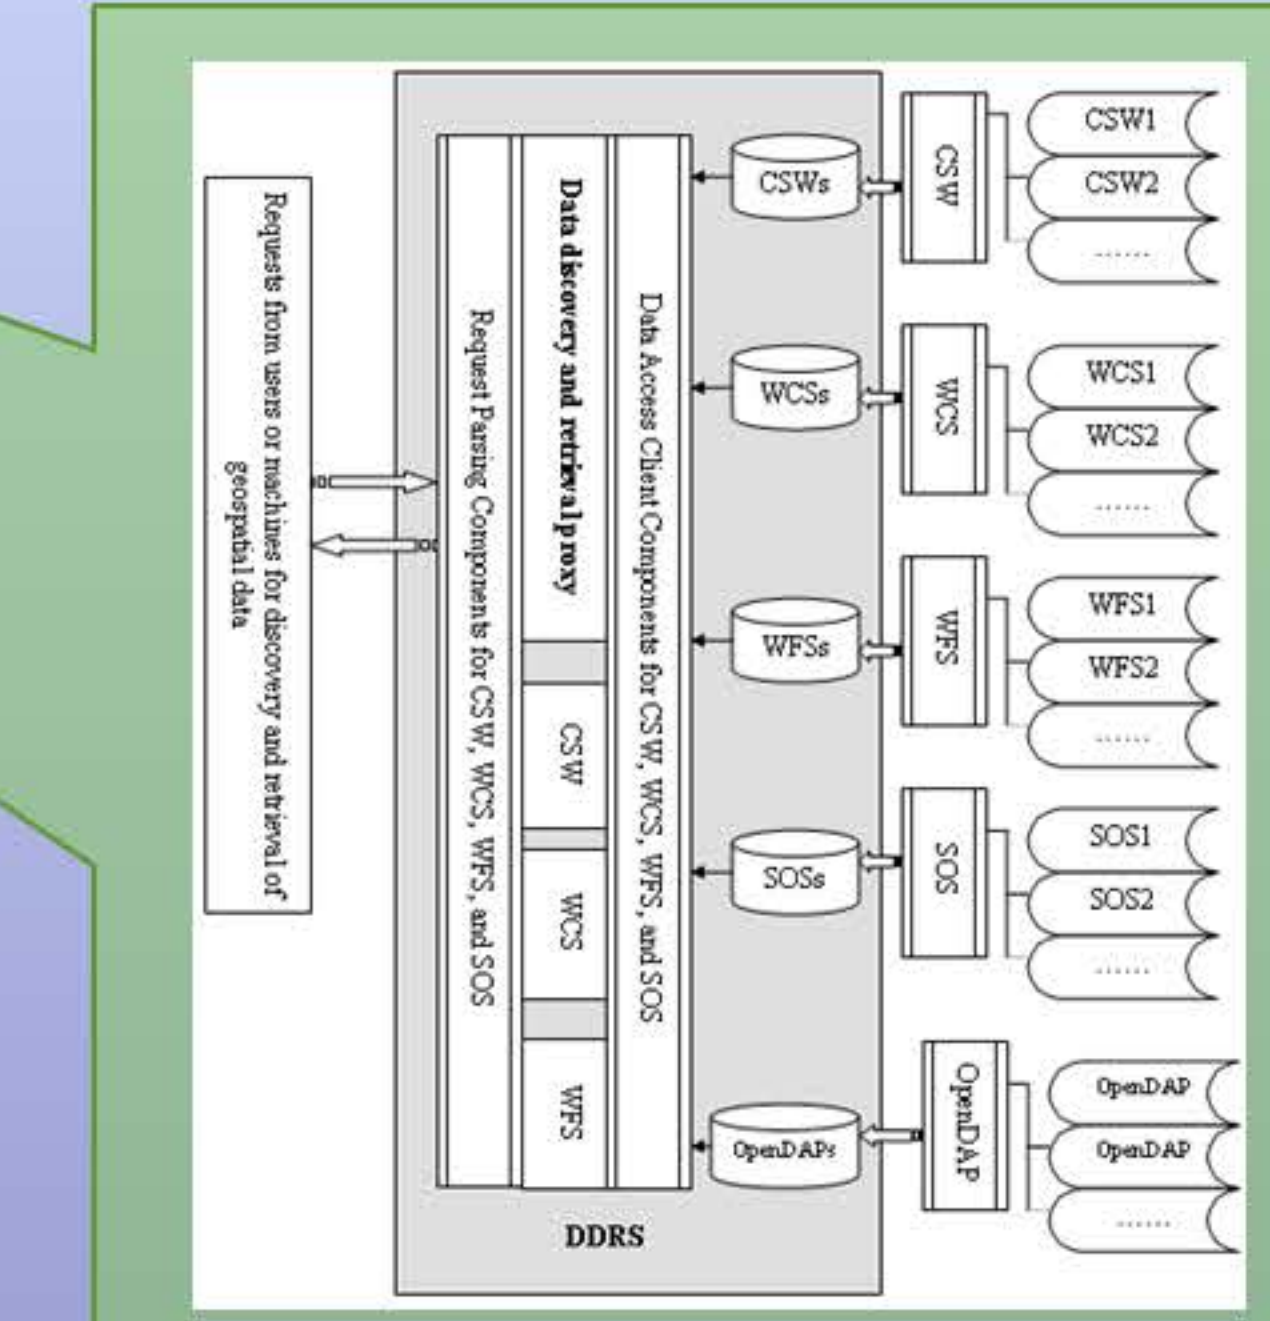 Requests from users or machines for discovery and retrieval of
geospatial data
Request Parsing Components for CSW, WCS, WFS, and SOS
Data discovery and retrieval proxy
CSW
WCS
WFS
Data Access Client Components for CSW, WCS, WFS, and SOS
DDRS
CSWs
WCSs
WFSs
SOSs
OpenDAPs
CSW
WCS
WFS
SOS
OpenDAP
CSW1
CSW2
......
WCS1
WCS2
......
WFS1
WFS2
......
SOS1
SOS2
......
OpenDAP
OpenDAP
......